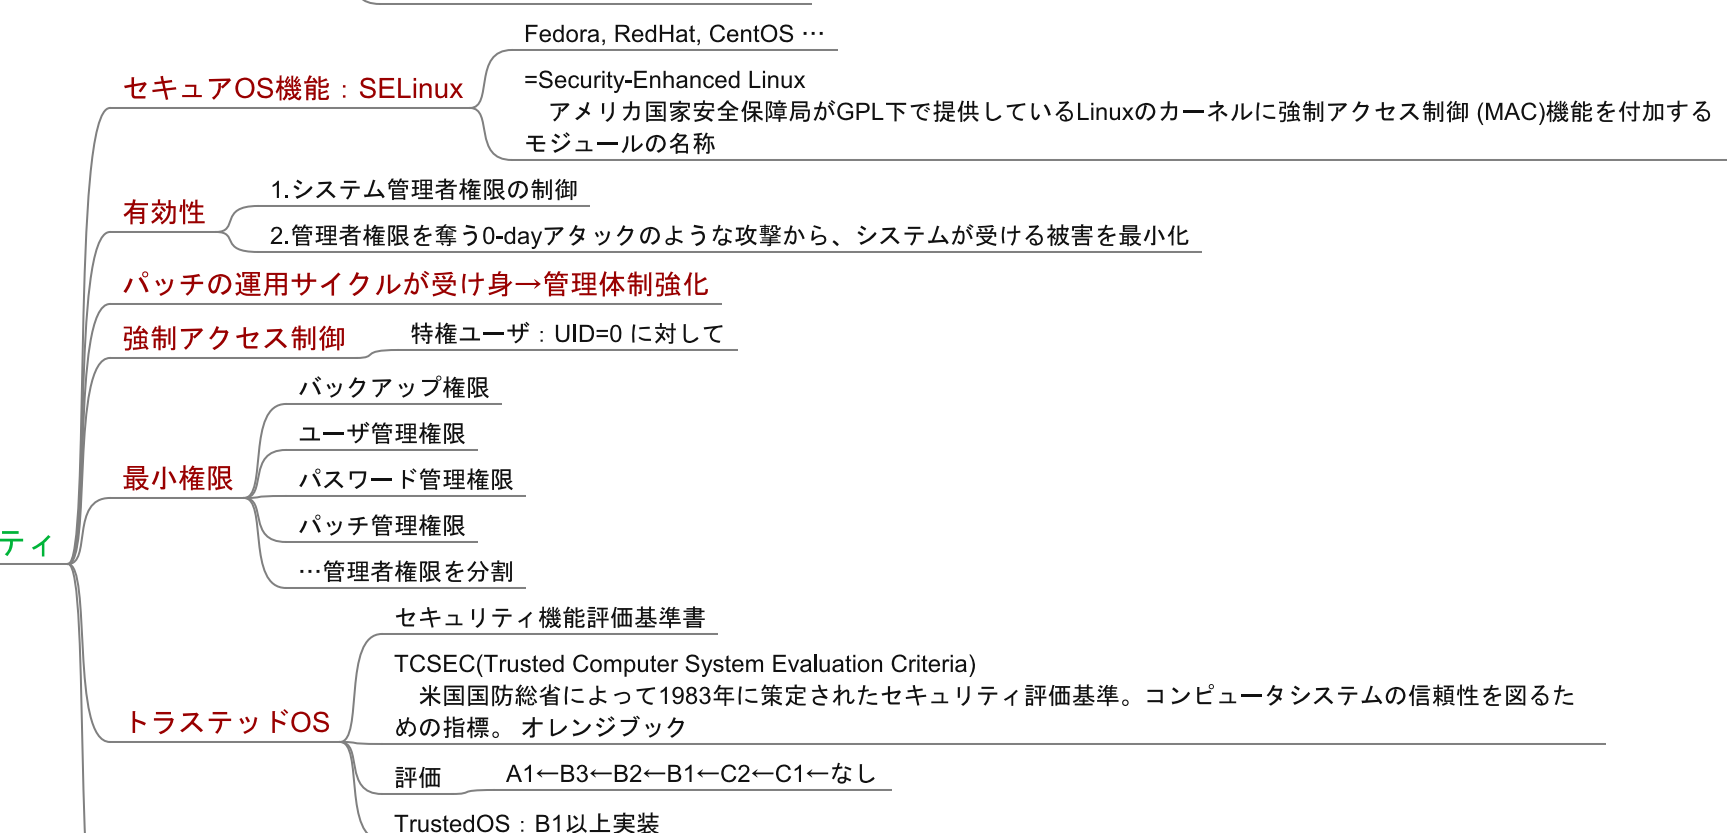 Fedora, RedHat, CentOS …
セキュアOS機能：SELinux
=Security-Enhanced Linux
アメリカ国家安全保障局がGPL下で提供しているLinuxのカーネルに強制アクセス制御 (MAC)機能を付加する
モジュールの名称
有効性
1.システム管理者権限の制御
2.管理者権限を奪う0-dayアタックのような攻撃から、システムが受ける被害を最小化
パッチの運用サイクルが受け身→管理体制強化
強制アクセス制御
特権ユーザ：UID=0 に対して
最小権限
バックアップ権限
ユーザ管理権限
パスワード管理権限
パッチ管理権限
…管理者権限を分割
ティ
トラステッドOS
セキュリティ機能評価基準書
TCSEC(Trusted Computer System Evaluation Criteria)
米国国防総省によって1983年に策定されたセキュリティ評価基準。コンピュータシステムの信頼性を図るた
めの指標。 オレンジブック
評価
A1←B3←B2←B1←C2←C1←なし
TrustedOS：B1以上実装